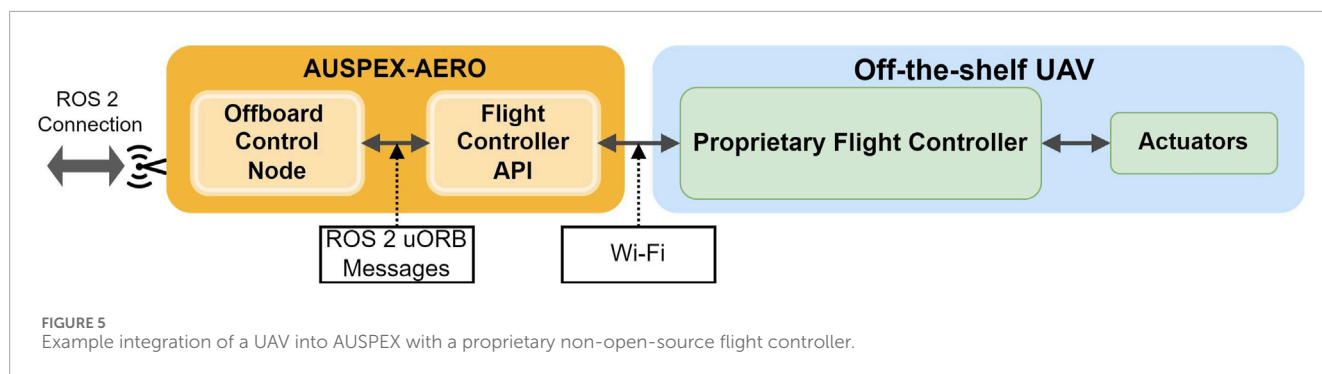 AUSPEX-AERO
Off-the-shelf UAV
ROS 2
Connection
Offboard
Control
Node
Flight
Controller
API
Proprietary Flight Controller
Actuators
ROS 2 uORB
Messages
Wi-Fi
FIGURE 5
Example integration of a UAV into AUSPEX with a proprietary non-open-source flight controller.